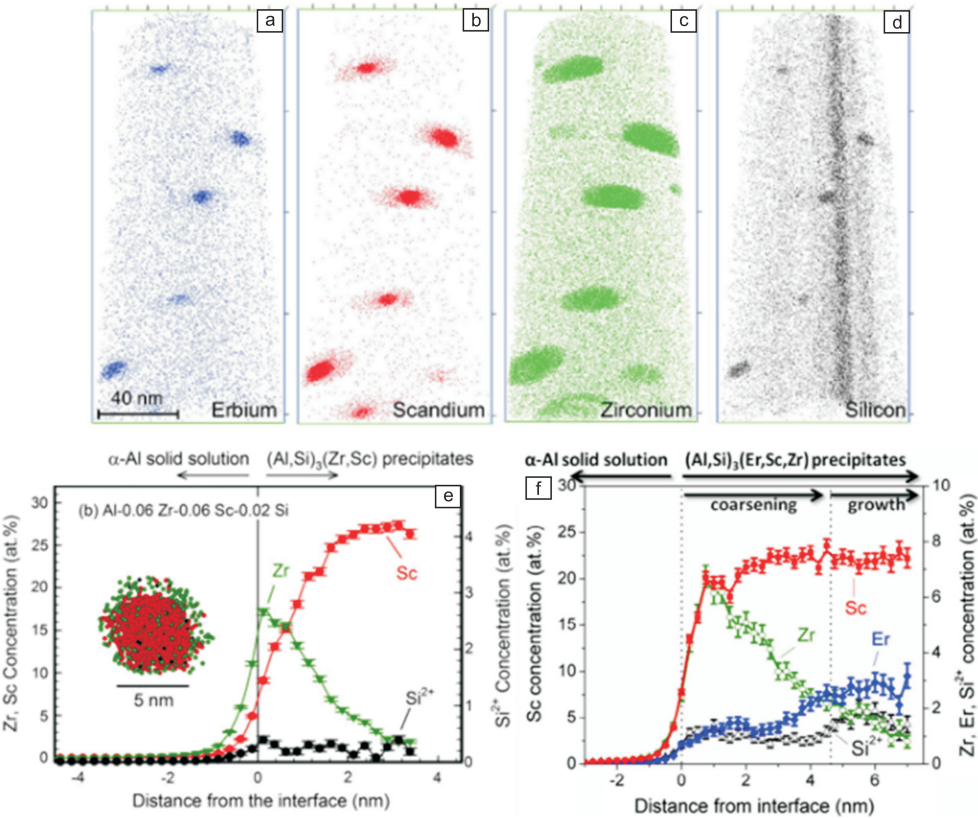 a
b
c
d
40 nm
Erbium
Scandium
Zirconium
Silicon
α-Al solid solution
(Al,Si)₃(Zr,Sc) precipitates
e
30
25
20
15
10
5
0
Zr, Sc Concentration (at.%)
(b) Al-0.06 Zr-0.06 Sc-0.02 Si
Zr
Sc
Si²⁺
5 nm
4
3
2
1
0
Si²⁺ Concentration (at.%)
-4
-2
0
2
4
Distance from the interface (nm)
α-Al solid solution
(Al,Si)₃(Er,Sc,Zr) precipitates
f
coarsening
growth
30
25
20
15
10
5
0
Sc concentration (at.%)
Sc
Zr
Er
Si²⁺
10
8
6
4
2
0
Zr, Er, Si²⁺ concentration (at.%)
-2
0
2
4
6
Distance from interface (nm)